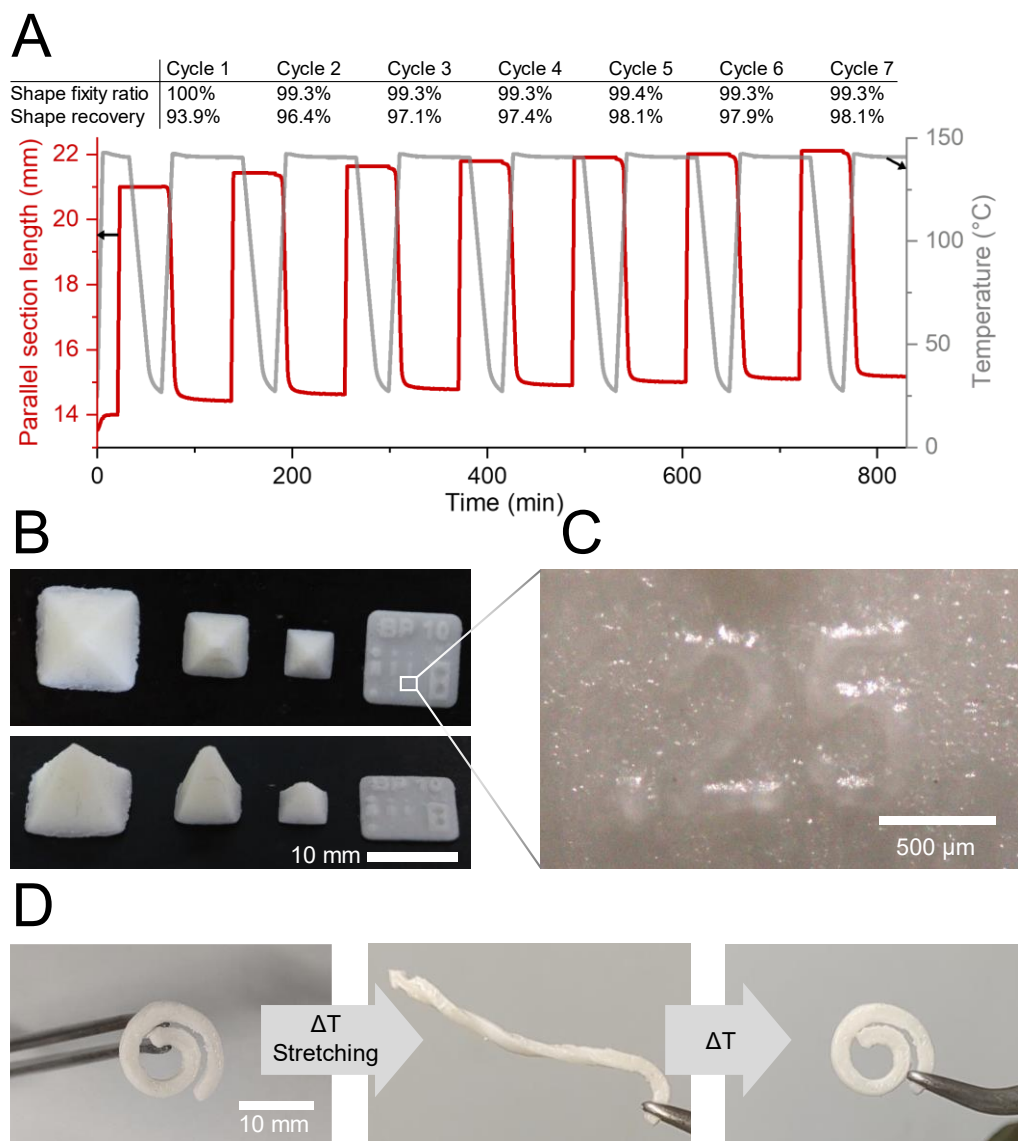 A
Cycle 1 Cycle 2 Cycle 3 Cycle 4 Cycle 5 Cycle 6 Cycle 7
Shape fixity ratio 100% 99.3% 99.3% 99.3% 99.4% 99.3% 99.3%
Shape recovery 93.9% 96.4% 97.1% 97.4% 98.1% 97.9% 98.1%
Parallel section length (mm)
22
20
18
16
14
150
100
50
0
Temperature (°C)
0 200 400 600 800
Time (min)
B
C
BP 10
BP 10
10 mm
25
500 µm
D
ΔT
Stretching
ΔT
10 mm